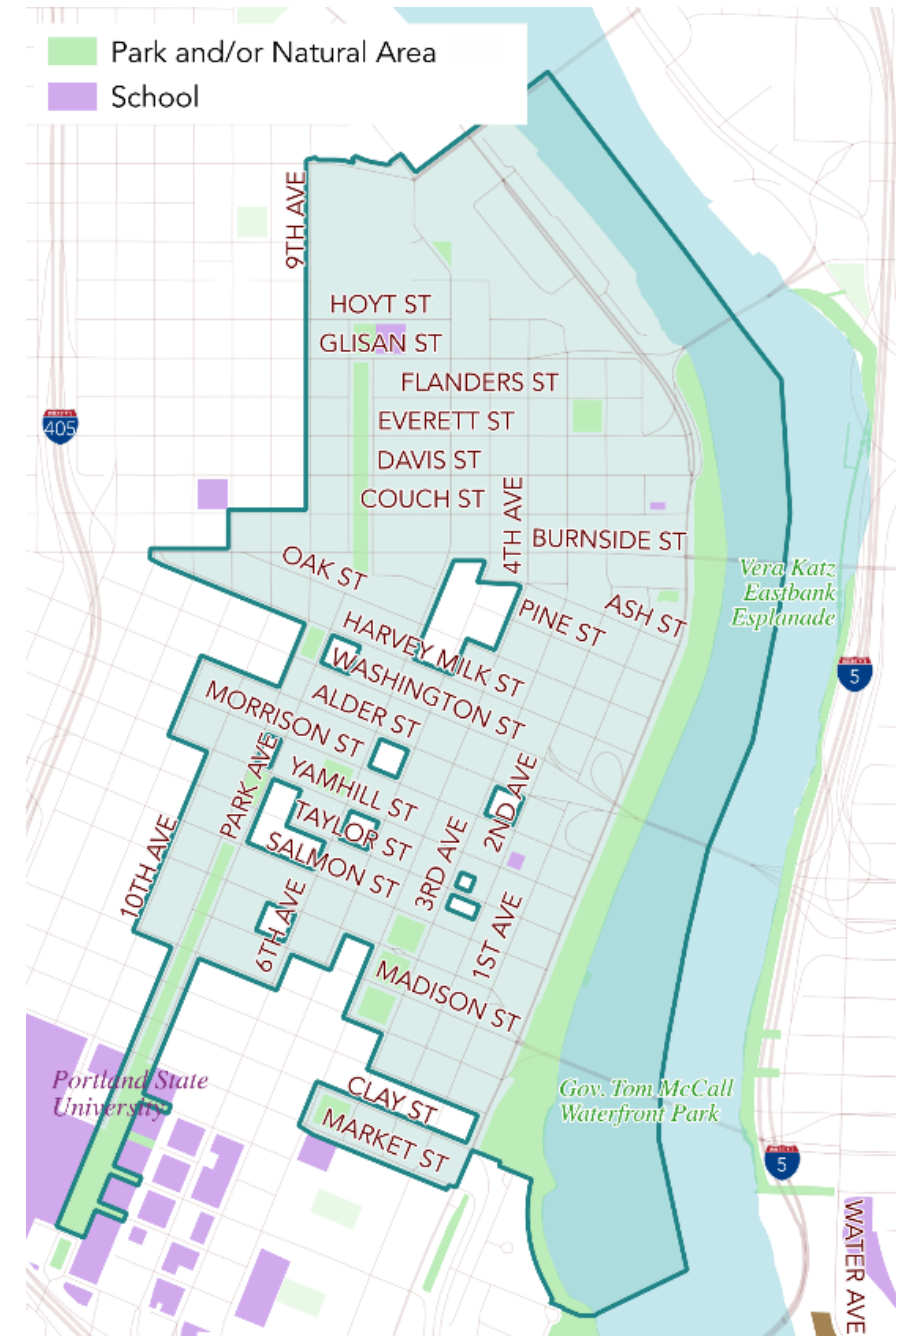 Park and/or Natural Area
School
9TH AVE
HOYT ST
GLISAN ST
FLANDERS ST
405
EVERETT ST
DAVIS ST
COUCH ST
4TH AVE
BURNSIDE ST
OAK ST
Vera Katz
Eastbank
Esplanade
ASH ST
PINE ST
HARVEY MILK ST
WASHINGTON ST
5
ALDER ST
MORRISON ST
PARK AVE
YAMHILL ST
2ND AVE
TAYLOR ST
SALMON ST
3RD AVE
10TH AVE
6TH AVE
1ST AVE
MADISON ST
Portland State
University
CLAY ST
Gov. Tom McCall
Waterfront Park
MARKET ST
5
WATER AVE